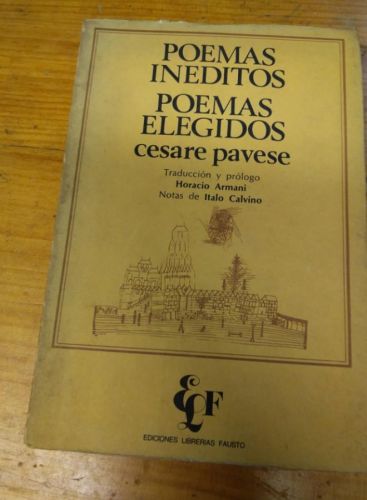 POEMAS
INEDITOS
POEMAS
ELEGIDOS
cesare pavese
Traducción y prólogo
Horacio Armani
Notas de Italo Calvino
ELF
EDICIONES LIBRERIAS FAUSTO